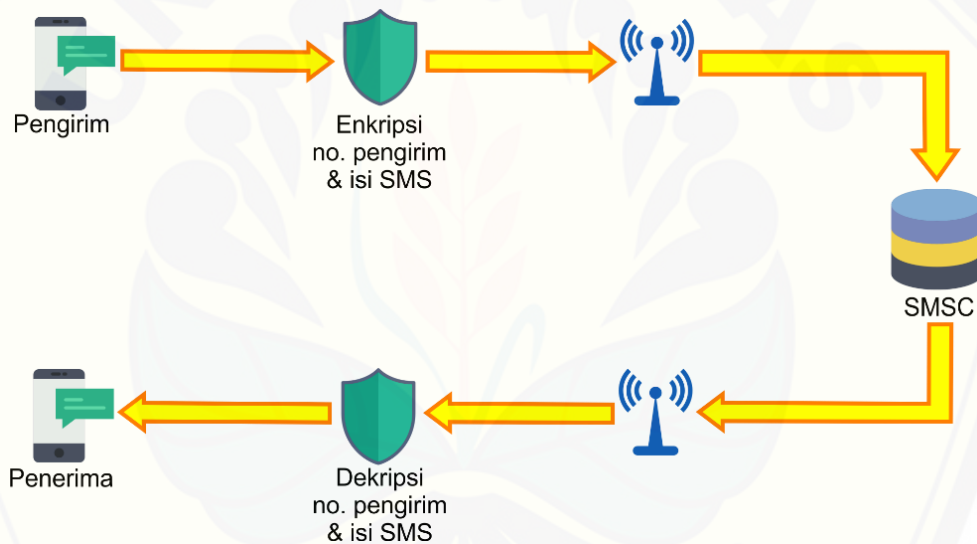 Pengirim
Enkripsi
no. pengirim
& isi SMS
SMSC
Penerima
Dekripsi
no. pengirim
& isi SMS